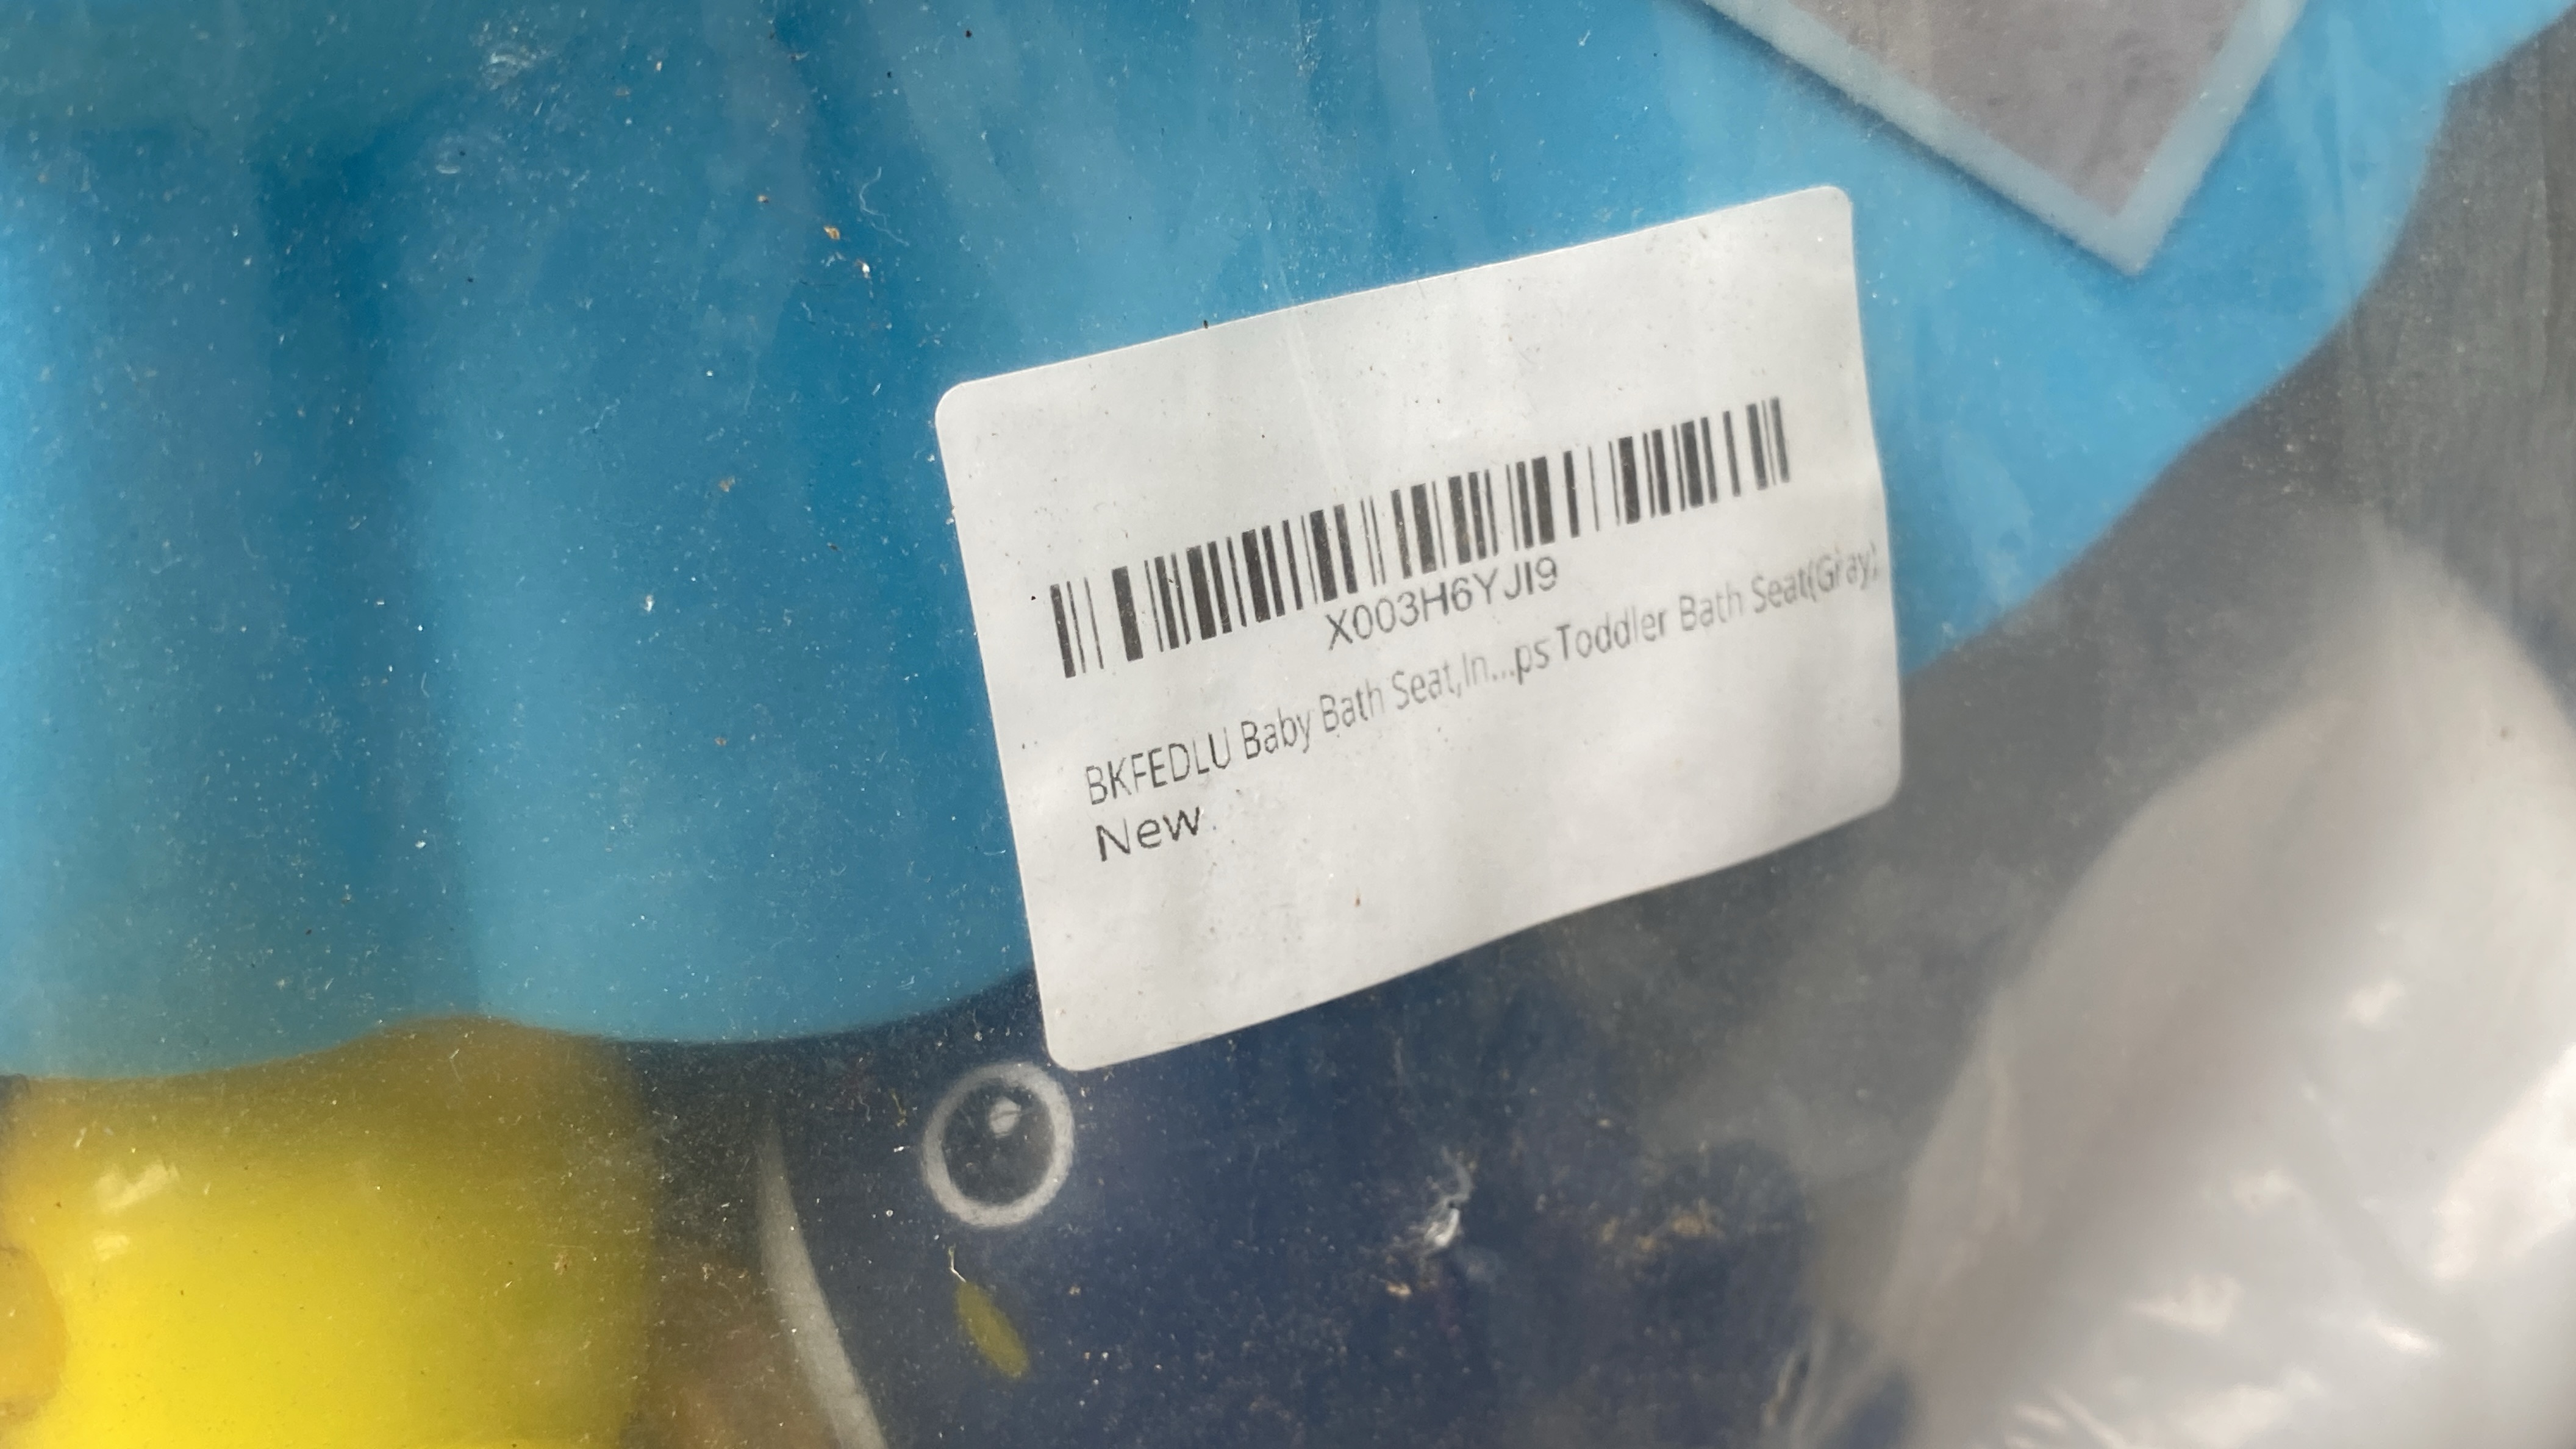 X003H6YJI9
BKFEDLU Baby Bath Seat,In...ps Toddler Bath Seat(Gray)
New